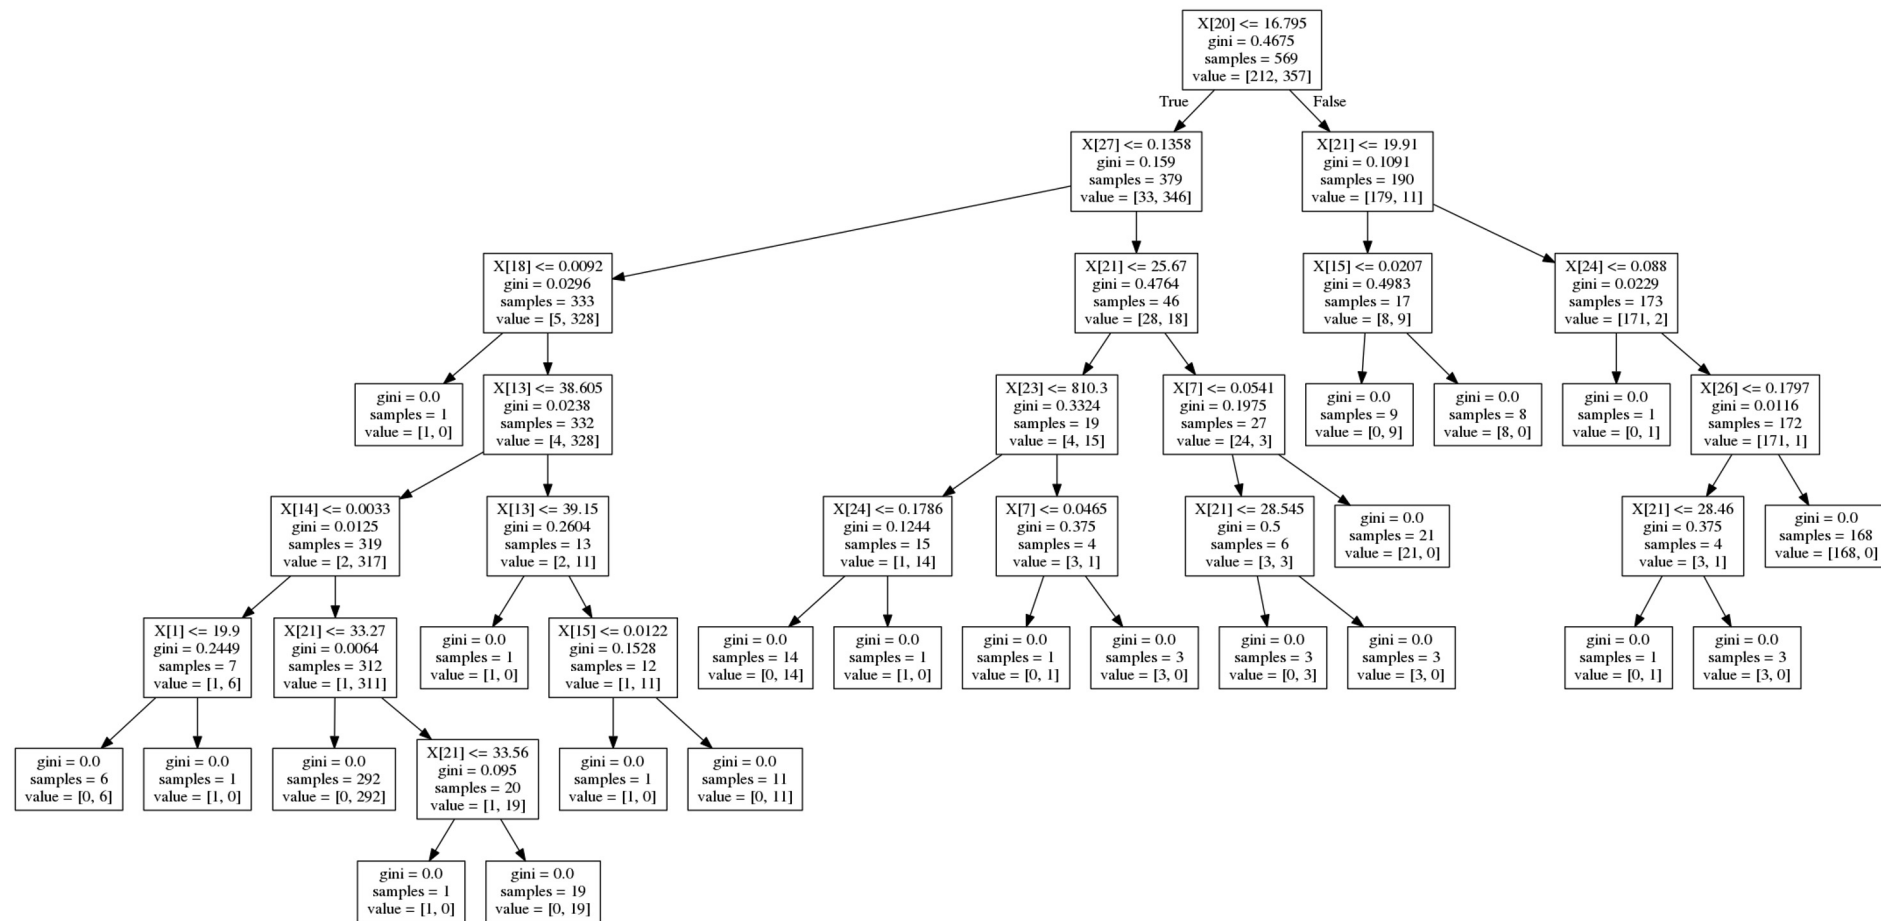 X[20] <= 16.795
gini = 0.4675
samples = 569
value = [212, 357]
True
False
X[27] <= 0.1358
gini = 0.159
samples = 379
value = [33, 346]
X[21] <= 19.91
gini = 0.1091
samples = 190
value = [179, 11]
X[18] <= 0.0092
gini = 0.0296
samples = 333
value = [5, 328]
X[21] <= 25.67
gini = 0.4764
samples = 46
value = [28, 18]
X[15] <= 0.0207
gini = 0.4983
samples = 17
value = [8, 9]
X[24] <= 0.088
gini = 0.0229
samples = 173
value = [171, 2]
gini = 0.0
samples = 1
value = [1, 0]
X[13] <= 38.605
gini = 0.0238
samples = 332
value = [4, 328]
X[23] <= 810.3
gini = 0.3324
samples = 19
value = [4, 15]
X[7] <= 0.0541
gini = 0.1975
samples = 27
value = [24, 3]
gini = 0.0
samples = 9
value = [0, 9]
gini = 0.0
samples = 8
value = [8, 0]
gini = 0.0
samples = 1
value = [0, 1]
X[26] <= 0.1797
gini = 0.0116
samples = 172
value = [171, 1]
X[14] <= 0.0033
gini = 0.0125
samples = 319
value = [2, 317]
X[13] <= 39.15
gini = 0.2604
samples = 13
value = [2, 11]
X[24] <= 0.1786
gini = 0.1244
samples = 15
value = [1, 14]
X[7] <= 0.0465
gini = 0.375
samples = 4
value = [3, 1]
X[21] <= 28.545
gini = 0.5
samples = 6
value = [3, 3]
gini = 0.0
samples = 21
value = [21, 0]
X[21] <= 28.46
gini = 0.375
samples = 4
value = [3, 1]
gini = 0.0
samples = 168
value = [168, 0]
X[1] <= 19.9
gini = 0.2449
samples = 7
value = [1, 6]
X[21] <= 33.27
gini = 0.0064
samples = 312
value = [1, 311]
gini = 0.0
samples = 1
value = [1, 0]
X[15] <= 0.0122
gini = 0.1528
samples = 12
value = [1, 11]
gini = 0.0
samples = 14
value = [0, 14]
gini = 0.0
samples = 1
value = [1, 0]
gini = 0.0
samples = 1
value = [0, 1]
gini = 0.0
samples = 3
value = [3, 0]
gini = 0.0
samples = 3
value = [0, 3]
gini = 0.0
samples = 3
value = [3, 0]
gini = 0.0
samples = 1
value = [0, 1]
gini = 0.0
samples = 3
value = [3, 0]
gini = 0.0
samples = 6
value = [0, 6]
gini = 0.0
samples = 1
value = [1, 0]
gini = 0.0
samples = 292
value = [0, 292]
X[21] <= 33.56
gini = 0.095
samples = 20
value = [1, 19]
gini = 0.0
samples = 1
value = [1, 0]
gini = 0.0
samples = 11
value = [0, 11]
gini = 0.0
samples = 1
value = [1, 0]
gini = 0.0
samples = 19
value = [0, 19]